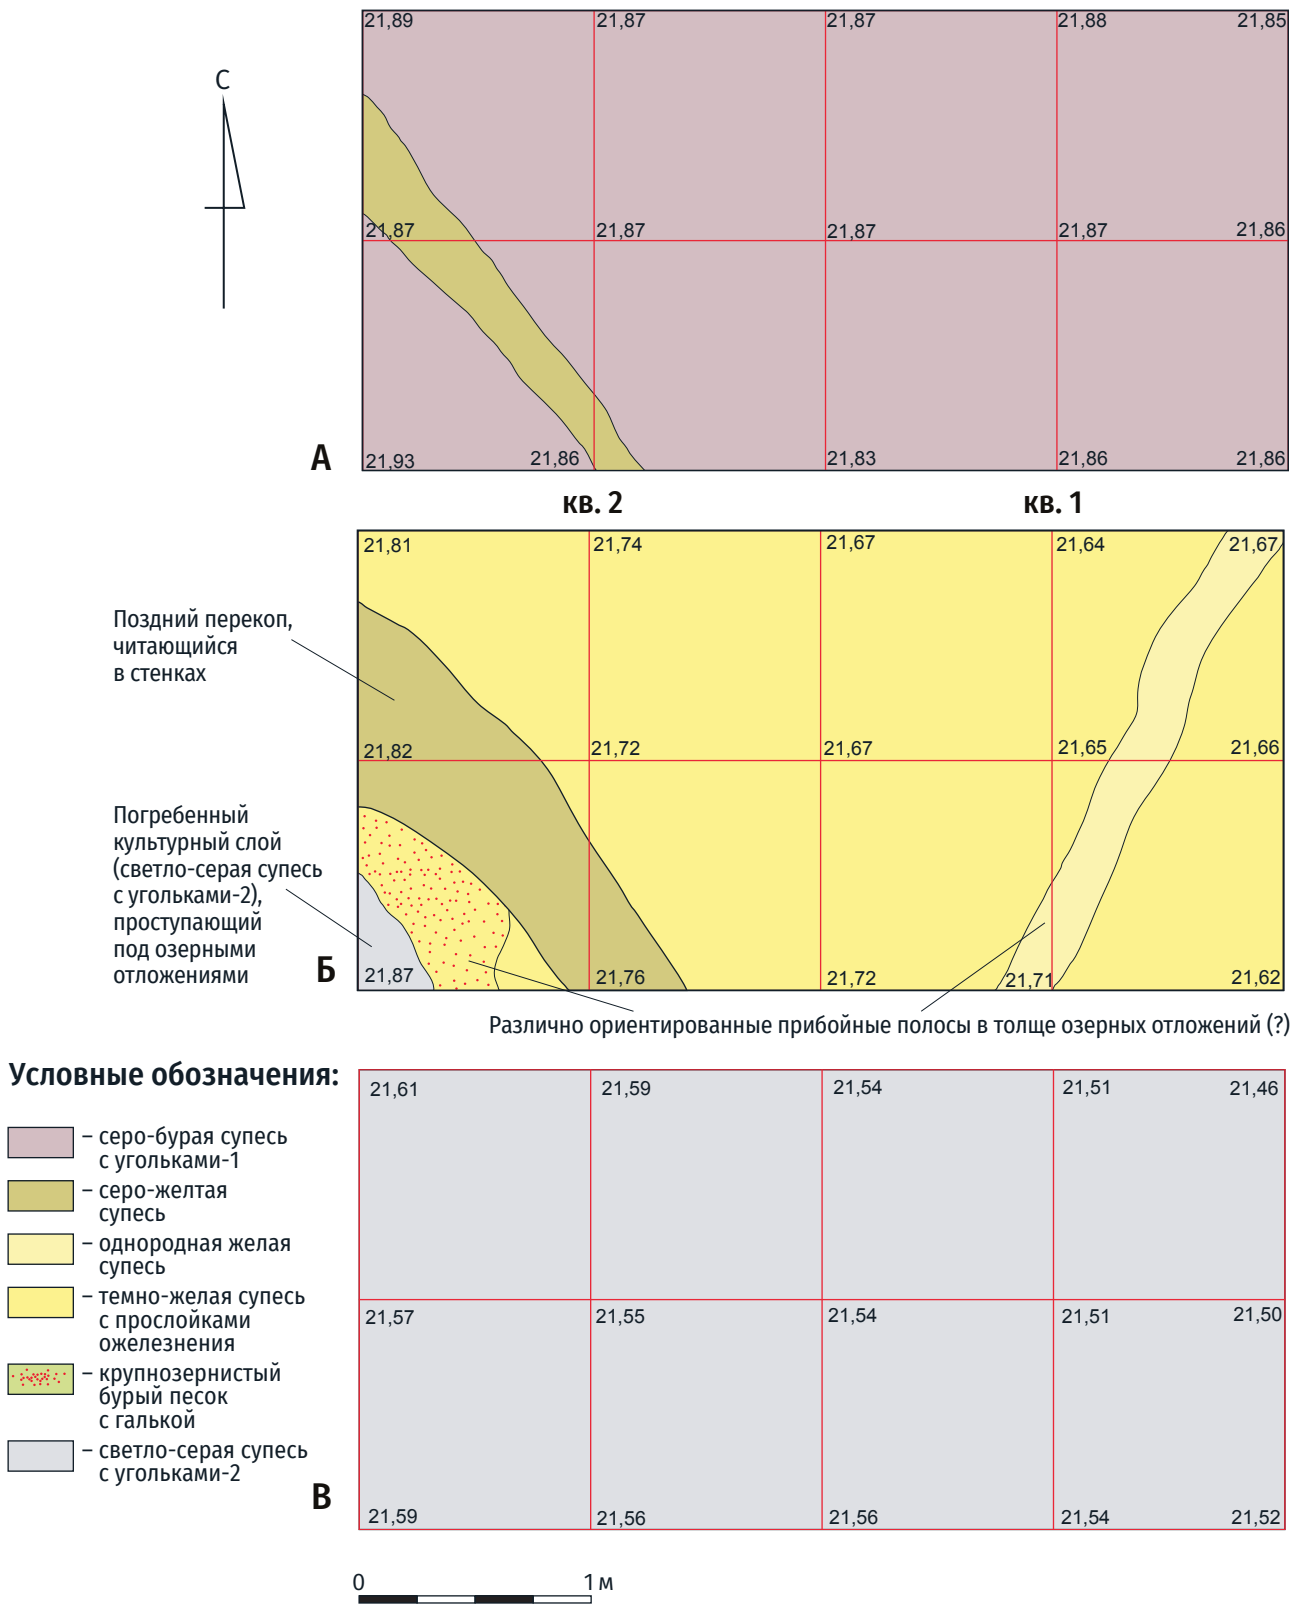 21,89 21,87 21,87 21,88 21,85
С
21,87 21,87 21,87 21,87 21,86
А
21,93 21,86 21,83 21,86 21,86
кв. 2 кв. 1
21,81 21,74 21,67 21,64 21,67
Поздний перекоп,
читающийся
в стенках
21,82 21,72 21,67 21,65 21,66
Погребенный
культурный слой
(светло-серая супесь
с угольками-2),
проступающий
под озерными
отложениями
Б
21,87 21,76 21,72 21,71 21,62
Различно ориентированные прибойные полосы в толще озерных отложений (?)
Условные обозначения:
– серо-бурая супесь
с угольками-1
– серо-желтая
супесь
– однородная желая
супесь
– темно-желая супесь
с прослойками
ожелезнения
– крупнозернистый
бурый песок
с галькой
– светло-серая супесь
с угольками-2
21,61 21,59 21,54 21,51 21,46
21,57 21,55 21,54 21,51 21,50
В
21,59 21,56 21,56 21,54 21,52
0 1 м